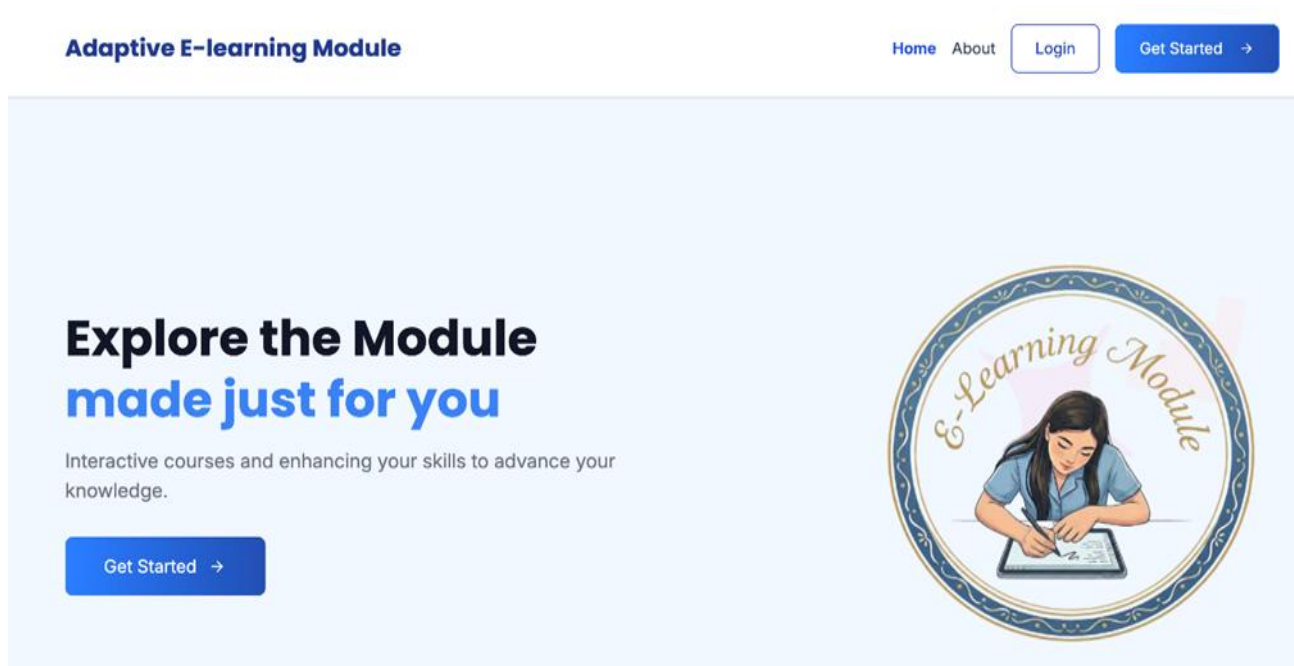 Adaptive E-learning Module
Home About Login Get Started →
Explore the Module
made just for you
Interactive courses and enhancing your skills to advance your
knowledge.
Get Started →
E-Learning Module